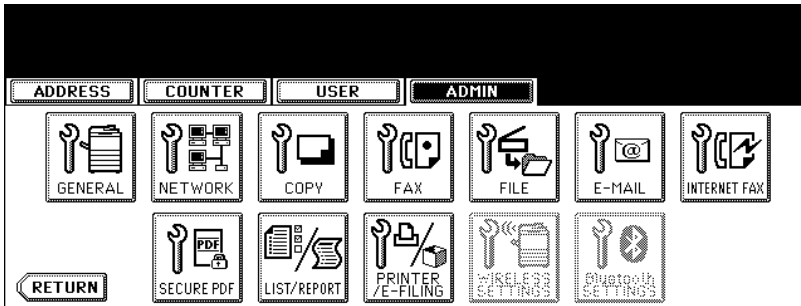 ADDRESS COUNTER USER ADMIN
GENERAL NETWORK COPY FAX FILE E-MAIL INTERNET FAX
@
PDF
SECURE PDF LIST/REPORT PRINTER
/E-FILING WIRELESS
SETTINGS Bluetooth
SETTINGS
RETURN